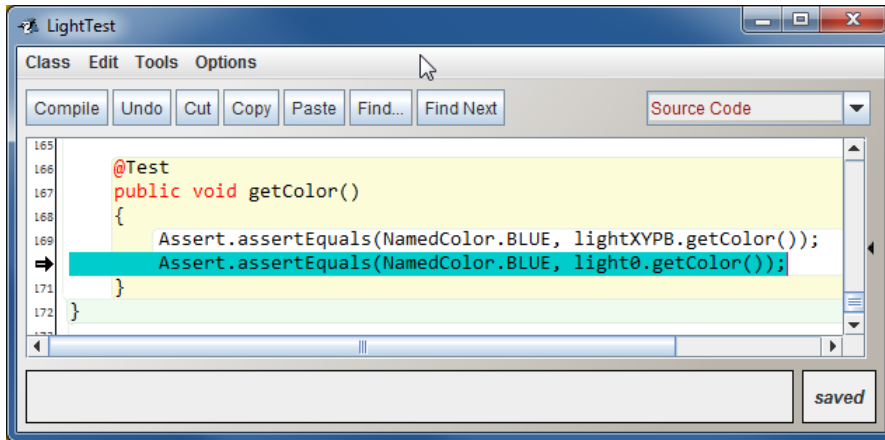 LightTest
Class Edit Tools Options
Compile Undo Cut Copy Paste Find... Find Next Source Code
165
166 @Test
167 public void getColor()
168 {
169 Assert.assertEquals(NamedColor.BLUE, lightXYPB.getColor());
Assert.assertEquals(NamedColor.BLUE, light0.getColor());
171 }
172 }
saved